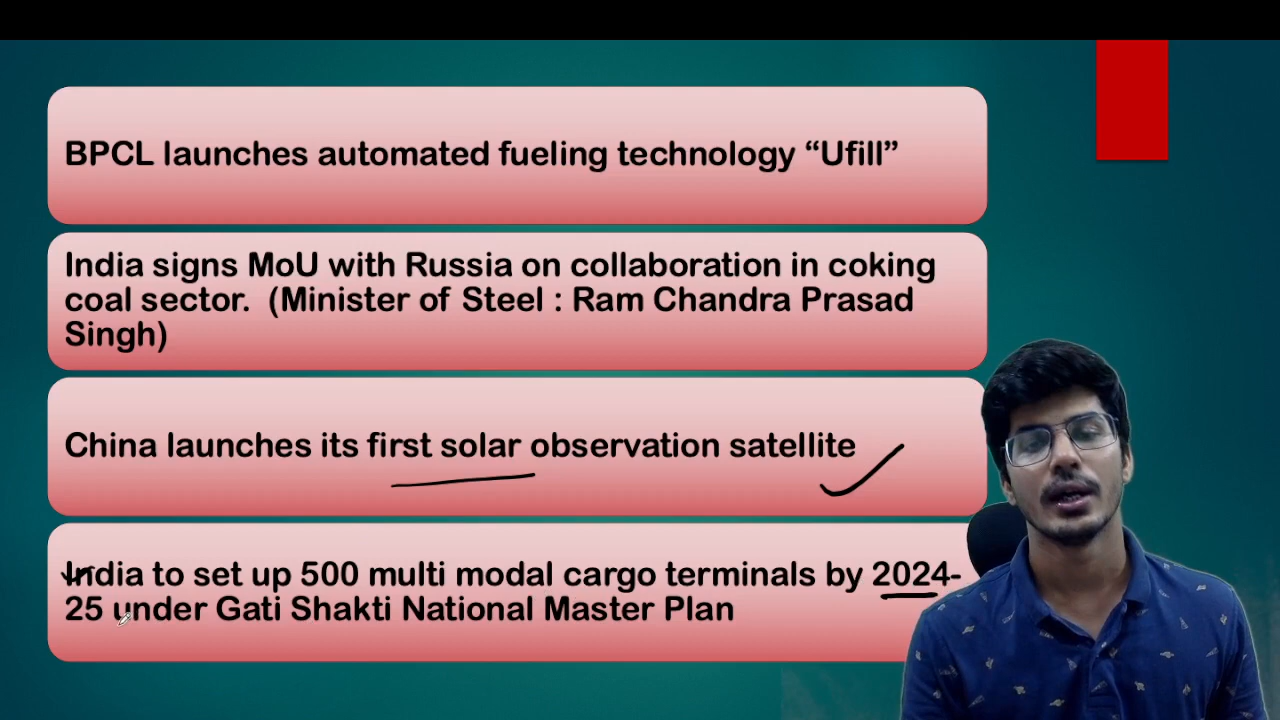 BPCL launches automated fueling technology “Ufill”
India signs MoU with Russia on collaboration in coking
coal sector. (Minister of Steel : Ram Chandra Prasad
Singh)
China launches its first solar observation satellite
India to set up 500 multi modal cargo terminals by 2024-
25 under Gati Shakti National Master Plan